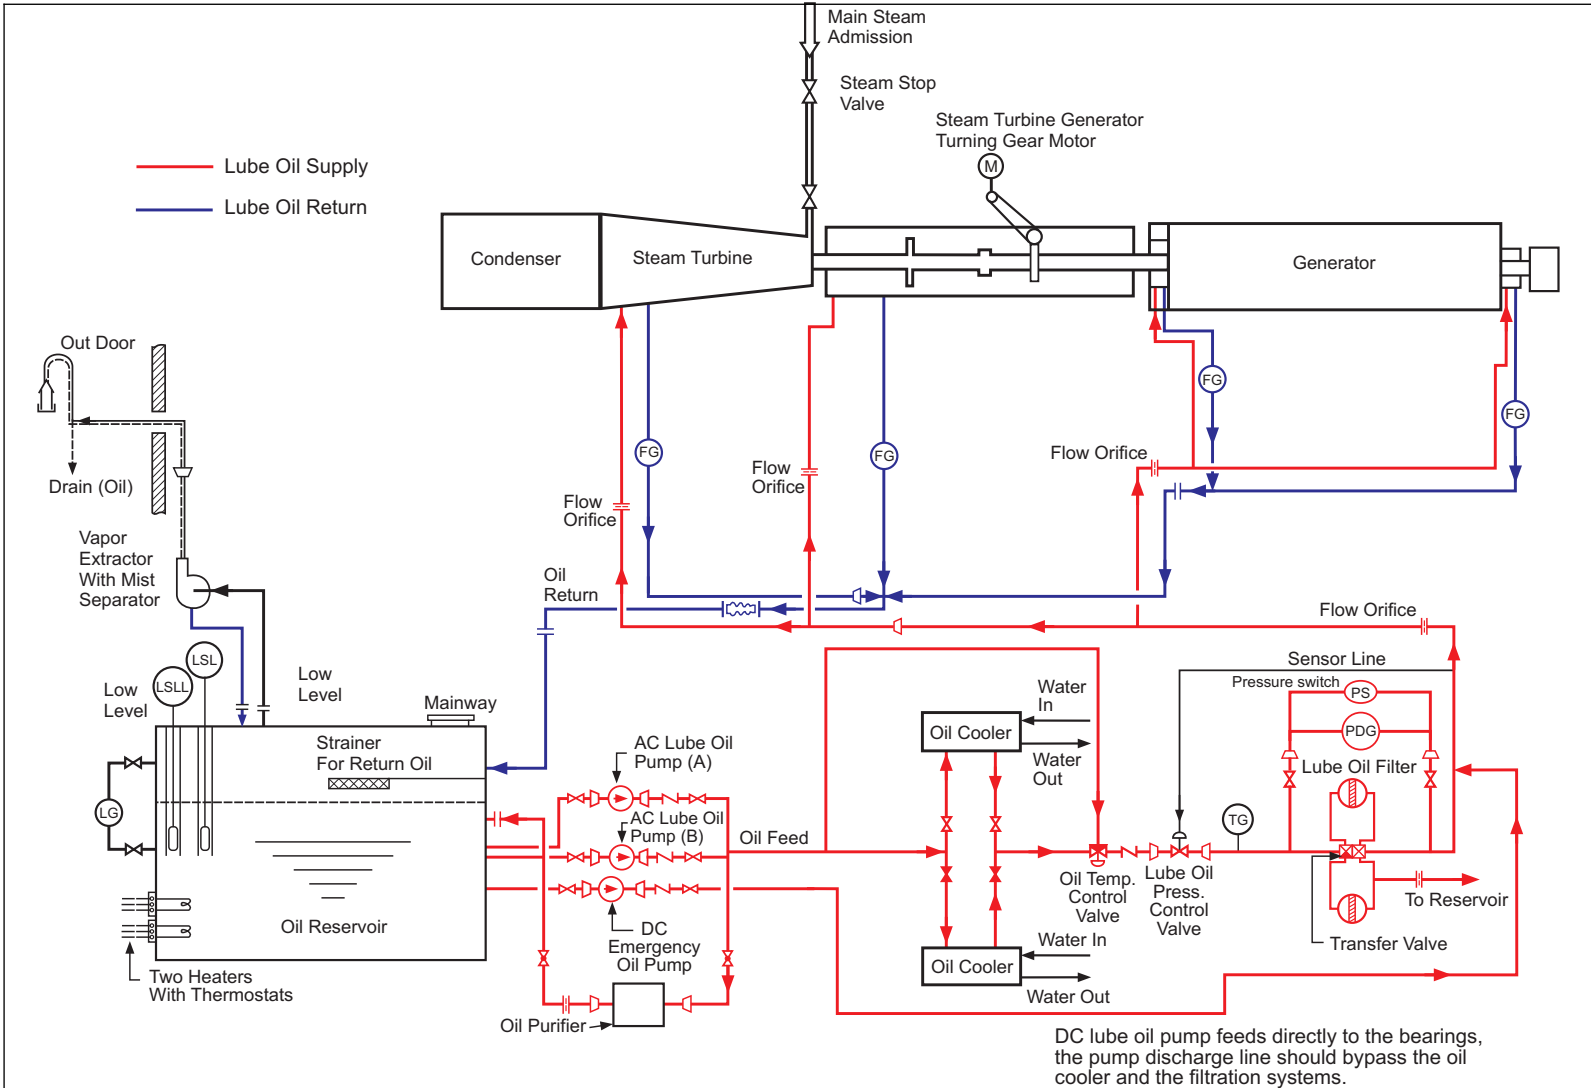 Main Steam
Admission
Steam Stop
Valve
Steam Turbine Generator
Turning Gear Motor
M
Lube Oil Supply
Lube Oil Return
Condenser
Steam Turbine
Generator
Out Door
Drain (Oil)
FG
FG
FG
FG
Flow
Orifice
Flow
Orifice
Flow Orifice
Vapor
Extractor
With Mist
Separator
Oil
Return
Flow Orifice
LSL
LSLL
Low
Level
Low
Level
Mainway
Sensor Line
Pressure switch
PS
PDG
Lube Oil Filter
Strainer
For Return Oil
AC Lube Oil
Pump (A)
AC Lube Oil
Pump (B)
Oil Feed
Oil Cooler
Water
In
Water
Out
LG
TG
Oil Temp.
Control
Valve
Lube Oil
Press.
Control
Valve
To Reservoir
Transfer Valve
Oil Reservoir
DC
Emergency
Oil Pump
Oil Cooler
Water In
Water Out
Two Heaters
With Thermostats
Oil Purifier
DC lube oil pump feeds directly to the bearings,
the pump discharge line should bypass the oil
cooler and the filtration systems.